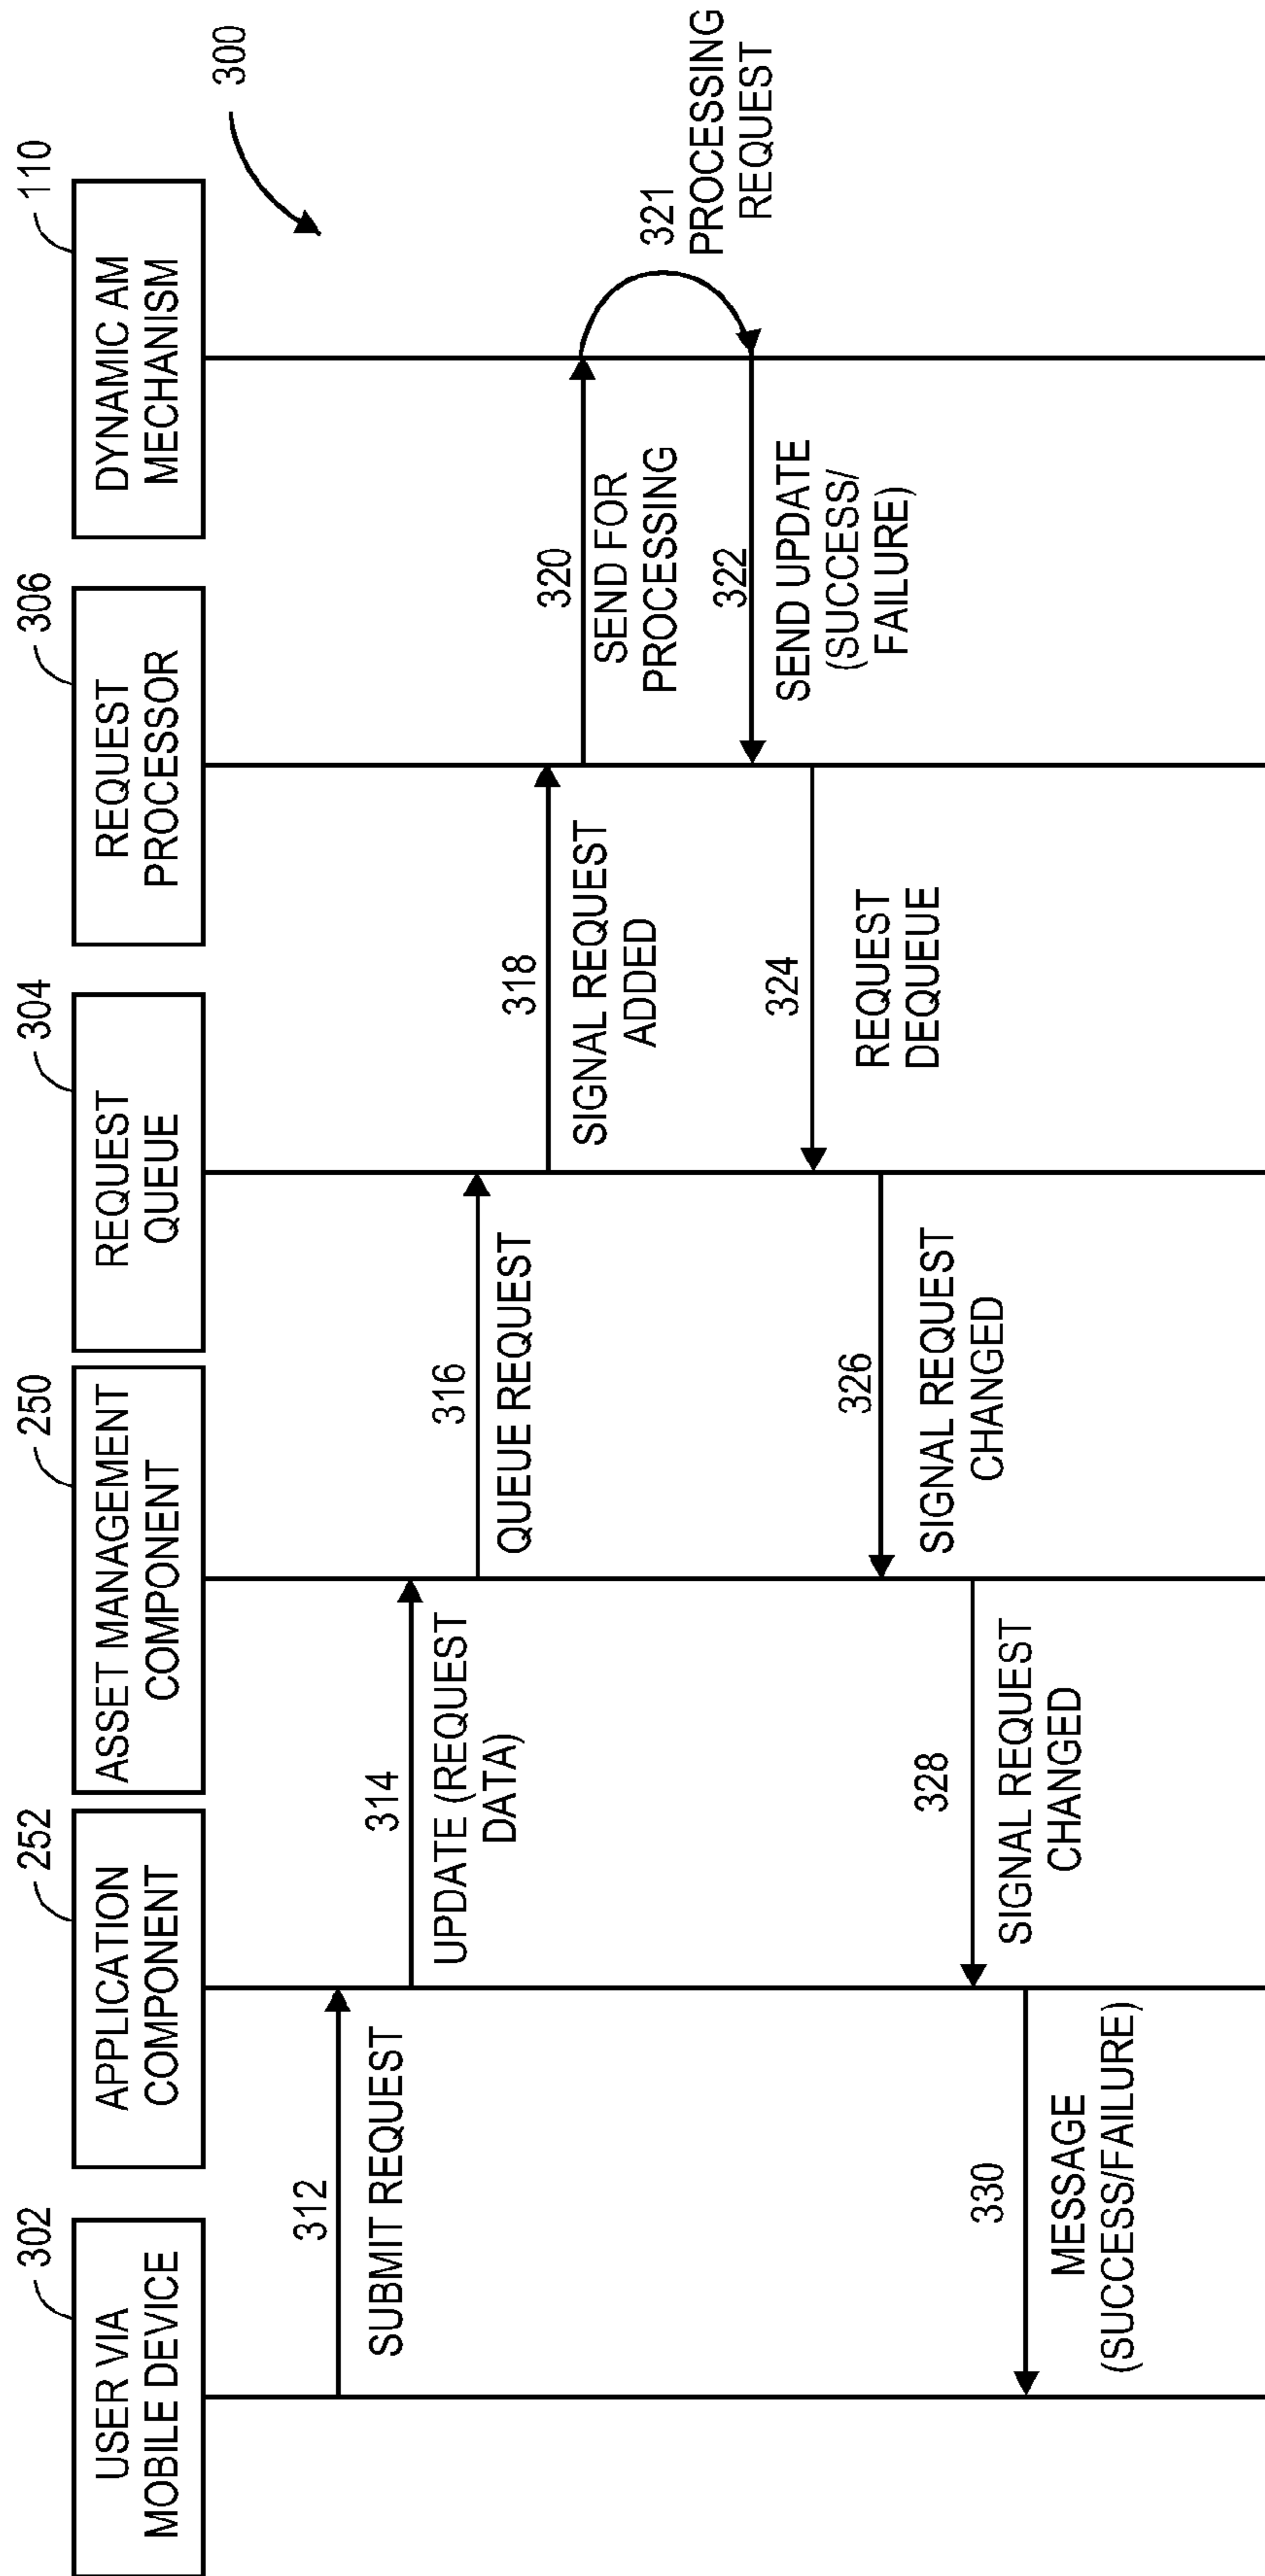 302
USER VIA
MOBILE DEVICE
252
APPLICATION
COMPONENT
250
ASSET MANAGEMENT
COMPONENT
304
REQUEST
QUEUE
306
REQUEST
PROCESSOR
110
DYNAMIC AM
MECHANISM
300
312
SUBMIT REQUEST
314
UPDATE (REQUEST
DATA)
316
QUEUE REQUEST
318
SIGNAL REQUEST
ADDED
320
SEND FOR
PROCESSING
321
PROCESSING
REQUEST
322
SEND UPDATE
(SUCCESS/
FAILURE)
324
REQUEST
DEQUEUE
326
SIGNAL REQUEST
CHANGED
328
SIGNAL REQUEST
CHANGED
330
MESSAGE
(SUCCESS/FAILURE)